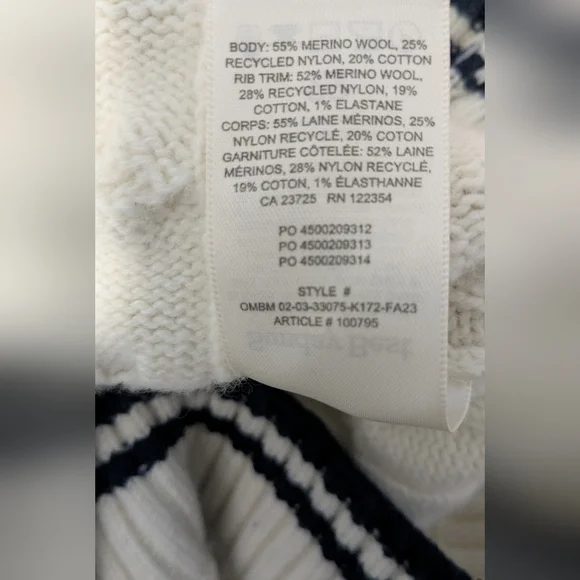 BODY: 55% MERINO WOOL, 25%
RECYCLED NYLON, 20% COTTON
RIB TRIM: 52% MERINO WOOL,
28% RECYCLED NYLON, 19%
COTTON, 1% ELASTANE
CORPS: 55% LAINE MÉRINOS, 25%
NYLON RECYCLÉ, 20% COTON
GARNITURE CÔTELÉE: 52% LAINE
MÉRINOS, 28% NYLON RECYCLÉ,
19% COTON, 1% ÉLASTHANNE
CA 23725 RN 122354
PO 4500209312
PO 4500209313
PO 4500209314
STYLE #
OMBM 02-03-33075-K172-FA23
ARTICLE # 100795
Sunday Best